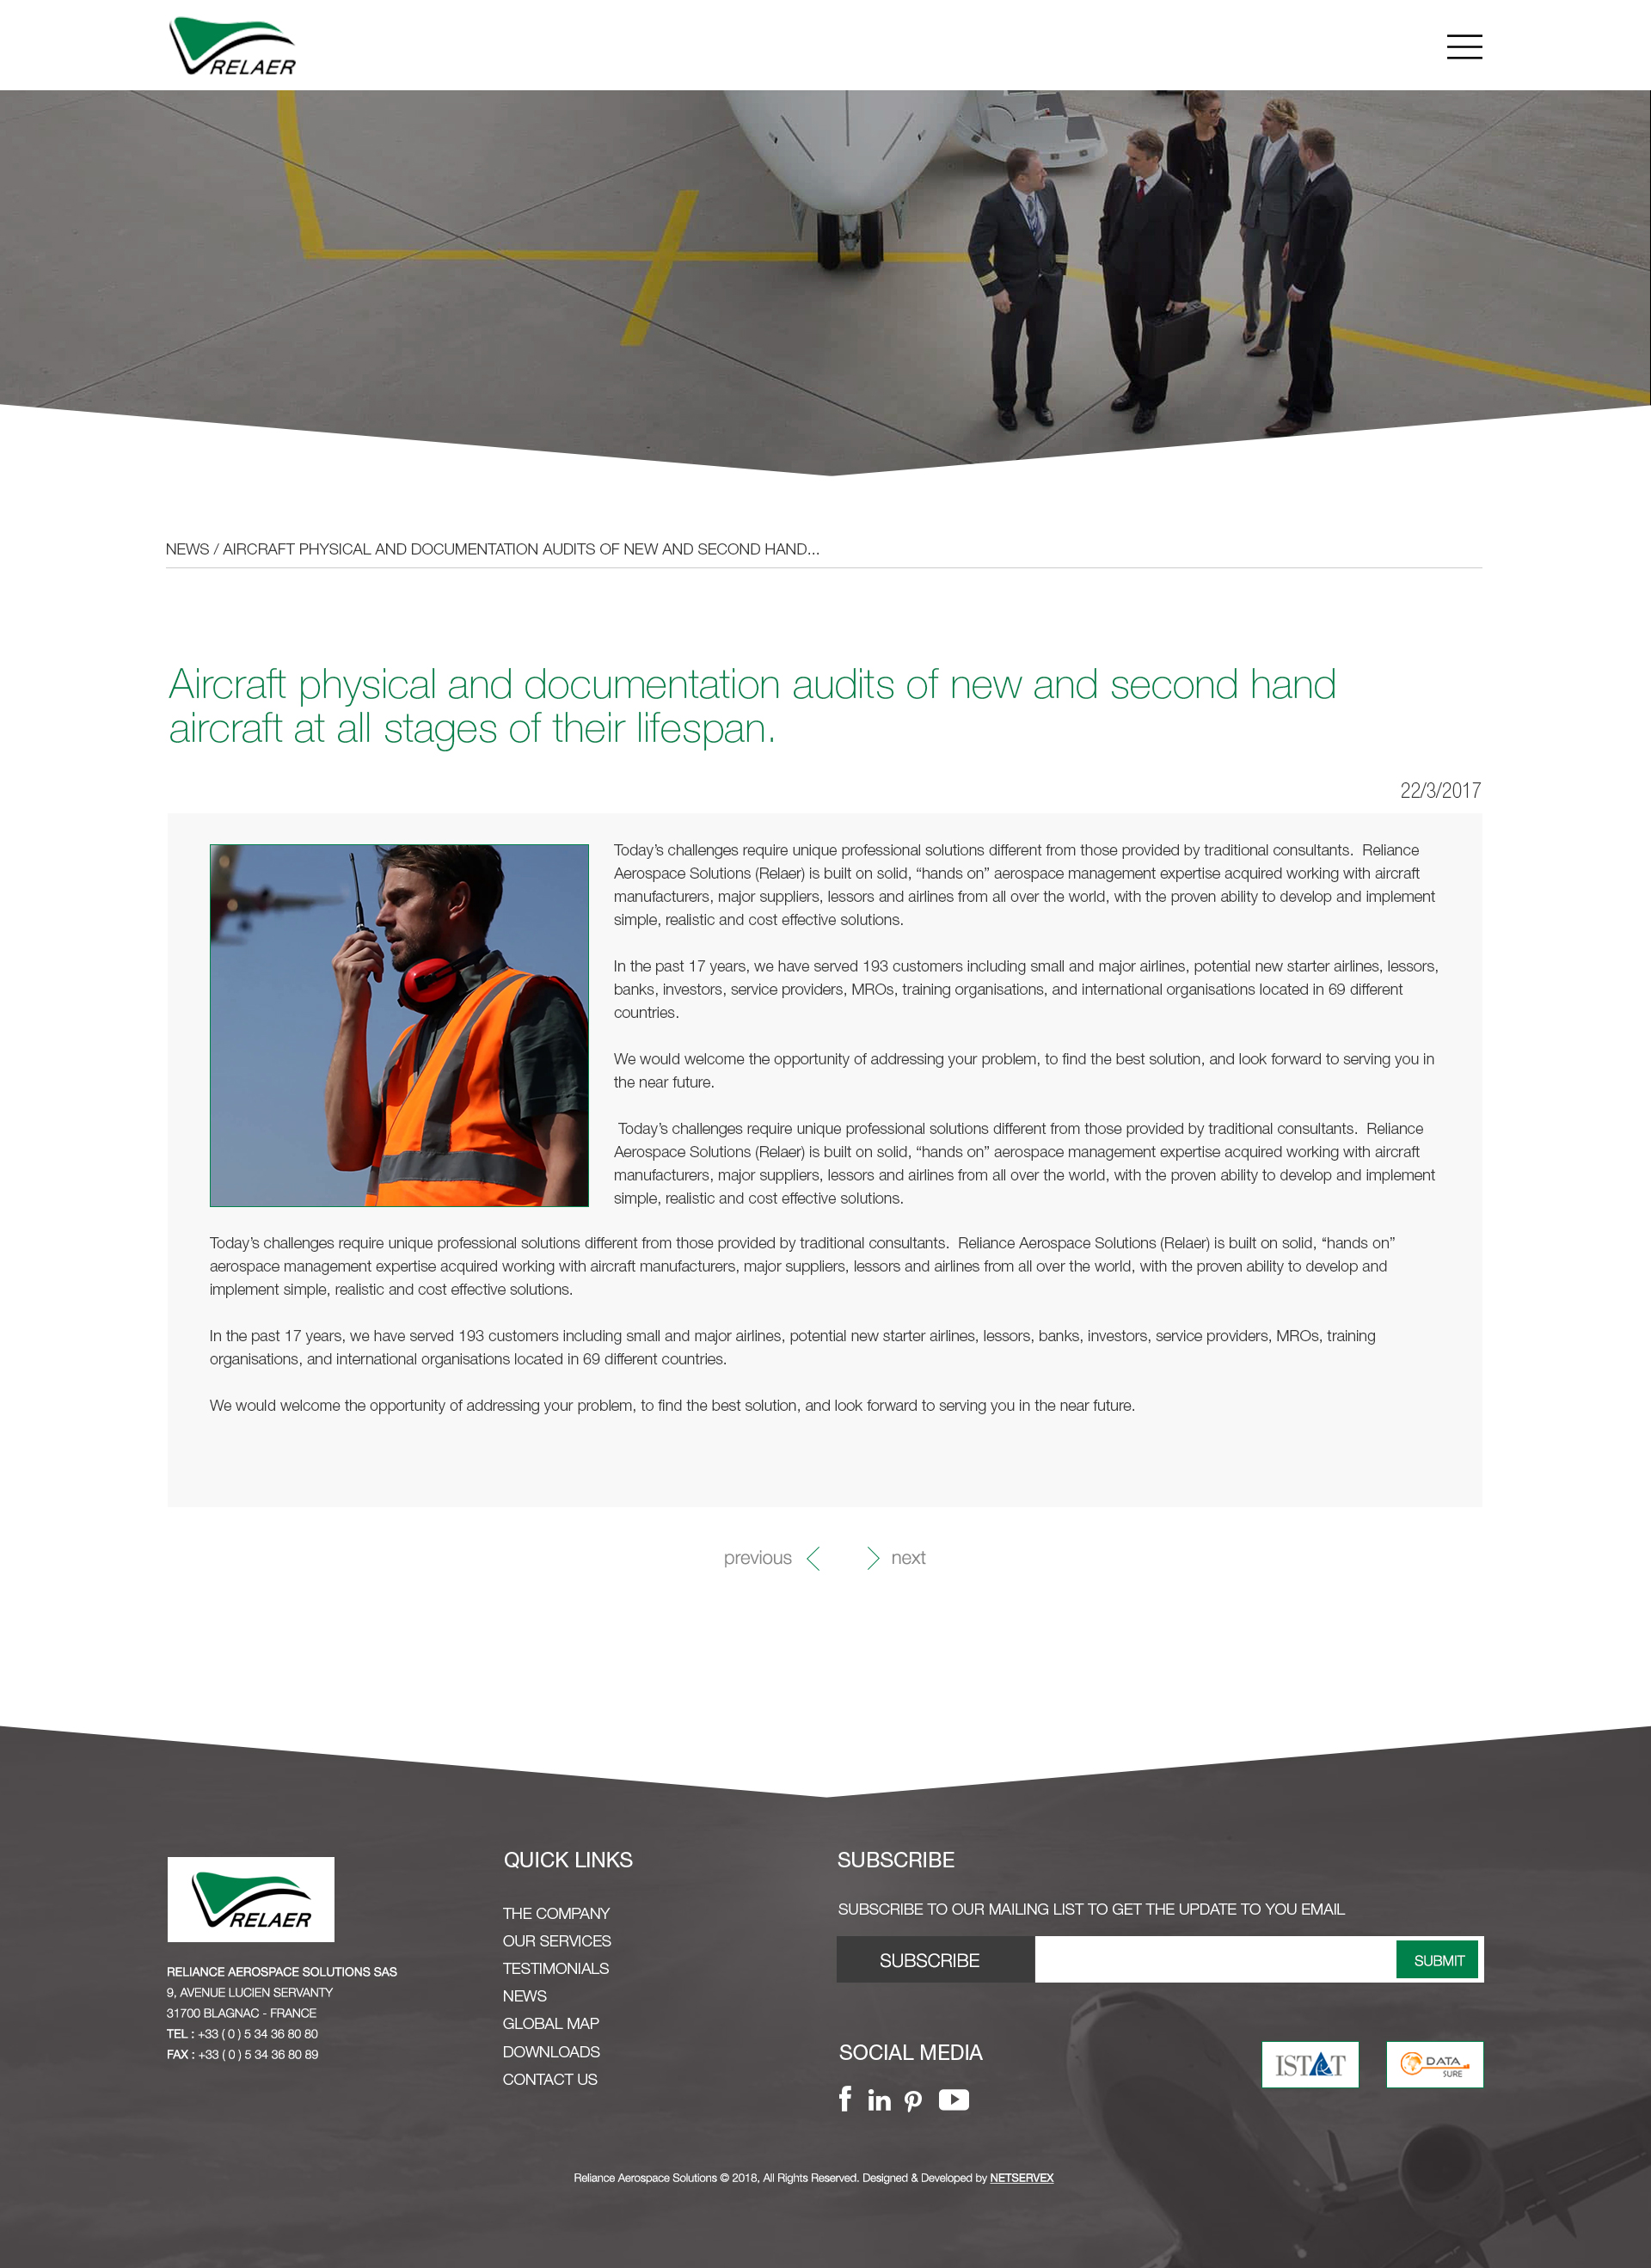 RELAER
NEWS / AIRCRAFT PHYSICAL AND DOCUMENTATION AUDITS OF NEW AND SECOND HAND...
Aircraft physical and documentation audits of new and second hand
aircraft at all stages of their lifespan.
22/3/2017
Today’s challenges require unique professional solutions different from those provided by traditional consultants.  Reliance
Aerospace Solutions (Relaer) is built on solid, “hands on” aerospace management expertise acquired working with aircraft
manufacturers, major suppliers, lessors and airlines from all over the world, with the proven ability to develop and implement
simple, realistic and cost effective solutions.
In the past 17 years, we have served 193 customers including small and major airlines, potential new starter airlines, lessors,
banks, investors, service providers, MROs, training organisations, and international organisations located in 69 different
countries.
We would welcome the opportunity of addressing your problem, to find the best solution, and look forward to serving you in
the near future.
Today’s challenges require unique professional solutions different from those provided by traditional consultants.  Reliance
Aerospace Solutions (Relaer) is built on solid, “hands on” aerospace management expertise acquired working with aircraft
manufacturers, major suppliers, lessors and airlines from all over the world, with the proven ability to develop and implement
simple, realistic and cost effective solutions.
Today’s challenges require unique professional solutions different from those provided by traditional consultants.  Reliance Aerospace Solutions (Relaer) is built on solid, “hands on”
aerospace management expertise acquired working with aircraft manufacturers, major suppliers, lessors and airlines from all over the world, with the proven ability to develop and
implement simple, realistic and cost effective solutions.
In the past 17 years, we have served 193 customers including small and major airlines, potential new starter airlines, lessors, banks, investors, service providers, MROs, training
organisations, and international organisations located in 69 different countries.
We would welcome the opportunity of addressing your problem, to find the best solution, and look forward to serving you in the near future.
previous next
RELAER
RELIANCE AEROSPACE SOLUTIONS SAS
9, AVENUE LUCIEN SERVANTY
31700 BLAGNAC - FRANCE
TEL : +33 ( 0 ) 5 34 36 80 80
FAX : +33 ( 0 ) 5 34 36 80 89
QUICK LINKS
THE COMPANY
OUR SERVICES
TESTIMONIALS
NEWS
GLOBAL MAP
DOWNLOADS
CONTACT US
SUBSCRIBE
SUBSCRIBE TO OUR MAILING LIST TO GET THE UPDATE TO YOU EMAIL
SUBSCRIBE
SUBMIT
SOCIAL MEDIA
ISTAT
DATA
SURE
Reliance Aerospace Solutions © 2018, All Rights Reserved. Designed & Developed by NETSERVEX